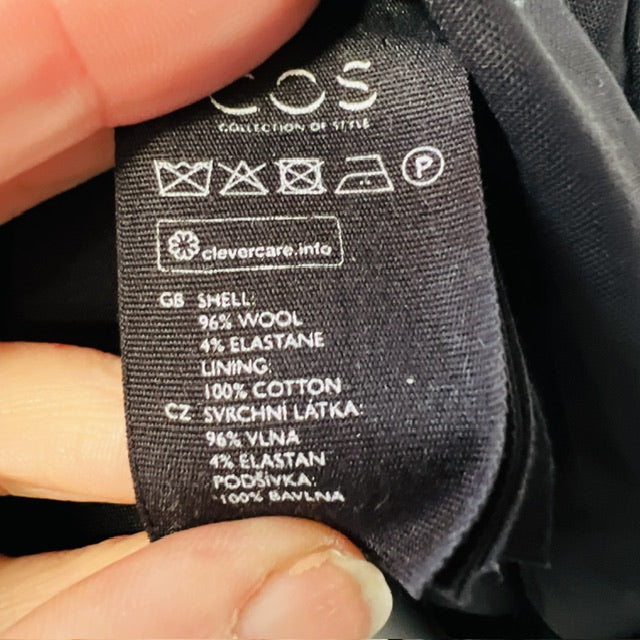 COS
COLLECTION OF STYLE
P
clevercare.info
GB SHELL:
96% WOOL
4% ELASTANE
LINING:
100% COTTON
CZ SVRCHNÍ LÁTKA:
96% VLNA
4% ELASTAN
PODŠÍVKA:
100% BAVLNA